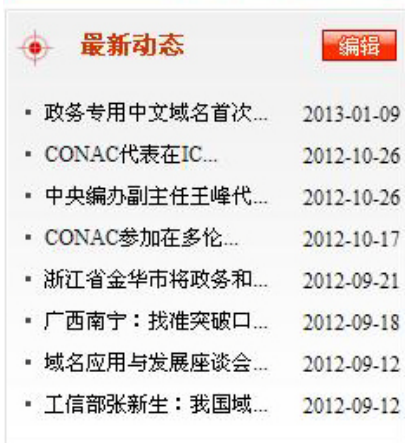 最新动态 编辑
▪ 政务专用中文域名首次... 2013-01-09
▪ CONAC代表在IC... 2012-10-26
▪ 中央编办副主任王峰代... 2012-10-26
▪ CONAC参加在多伦... 2012-10-17
▪ 浙江省金华市将政务和... 2012-09-21
▪ 广西南宁：找准突破口... 2012-09-18
▪ 域名应用与发展座谈会... 2012-09-12
▪ 工信部张新生：我国域... 2012-09-12